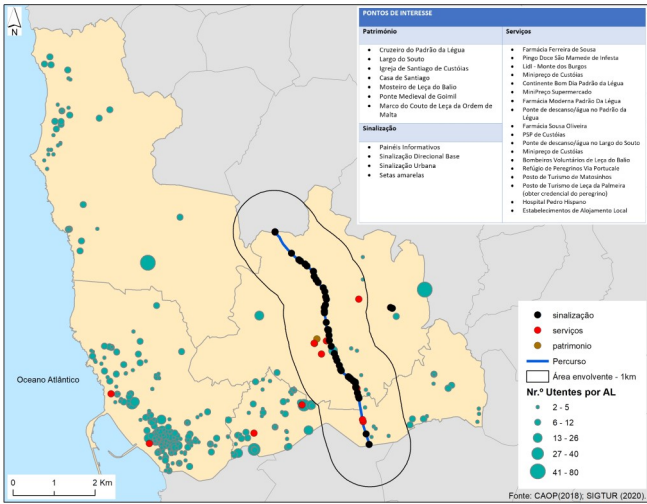 N
PONTOS DE INTERESSE
Património
Cruzeiro do Padrão da Légua
Largo do Souto
Igreja de Santiago de Custóias
Casa de Santiago
Mosteiro de Leça do Balio
Ponte Medieval de Goimil
Marco do Couto de Leça da Ordem de
Malta
Sinalização
Painéis Informativos
Sinalização Direcional Base
Sinalização Urbana
Setas amarelas
Serviços
Farmácia Ferreira de Sousa
Pingo Doce São Mamede de Infesta
Lidl - Monte dos Burgos
Minipreço de Custóias
Continente Bom Dia Padrão da Légua
MiniPreço Supermercado
Farmácia Moderna Padrão Da Légua
Ponte de descanso/água no Padrão da
Légua
Farmácia Sousa Oliveira
PSP de Custóias
Ponte de descanso/água no Largo do Souto
Minipreço de Custóias
Bombeiros Voluntários de Leça do Balio
Refúgio de Peregrinos Via Portucale
Posto de Turismo de Matosinhos
Posto de Turismo de Leça da Palmeira
(obter credencial do peregrino)
Hospital Pedro Hispano
Estabelecimentos de Alojamento Local
Oceano Atlântico
sinalização
serviços
patrimonio
Percurso
Área envolvente - 1km
Nr.º Utentes por AL
2 - 5
6 - 12
13 - 26
27 - 40
41 - 80
0 1 2 Km
Fonte: CAOP(2018); SIGTUR (2020).